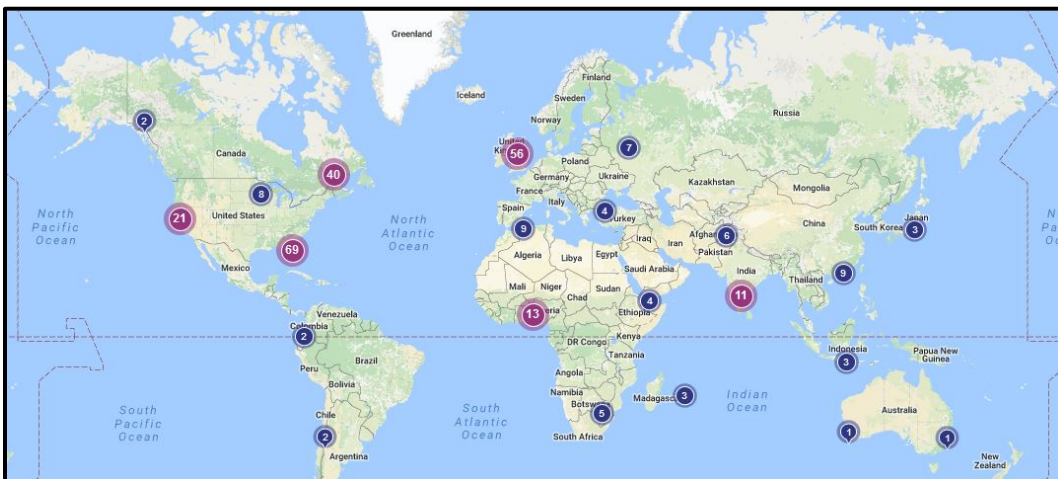 Greenland
Iceland
Finland
Sweden
Russia
Norway
2
Canada
United
56
7
Poland
40
Germany
Ukraine
Kazakhstan
Mongolia
8
France
Italy
North
Pacific
Ocean
21
United States
North
Atlantic
Ocean
Spain
4
Turkey
China
Japan
South Korea
3
9
6
Iraq
Iran
Pakistan
69
Algeria
Libya
Egypt
Mexico
Saudi Arabia
India
Thailand
9
Mali
Niger
Sudan
Chad
4
11
Venezuela
13
Ethiopia
Colombia
2
Kenya
DR Congo
Tanzania
Indonesia
3
Papua New
Guinea
Peru
Brazil
Angola
Bolivia
Namibia
Madagascar
3
Indian
Ocean
South
Pacific
Ocean
South
Atlantic
Ocean
Chile
5
Australia
2
South Africa
1
1
Argentina
New
Zealand